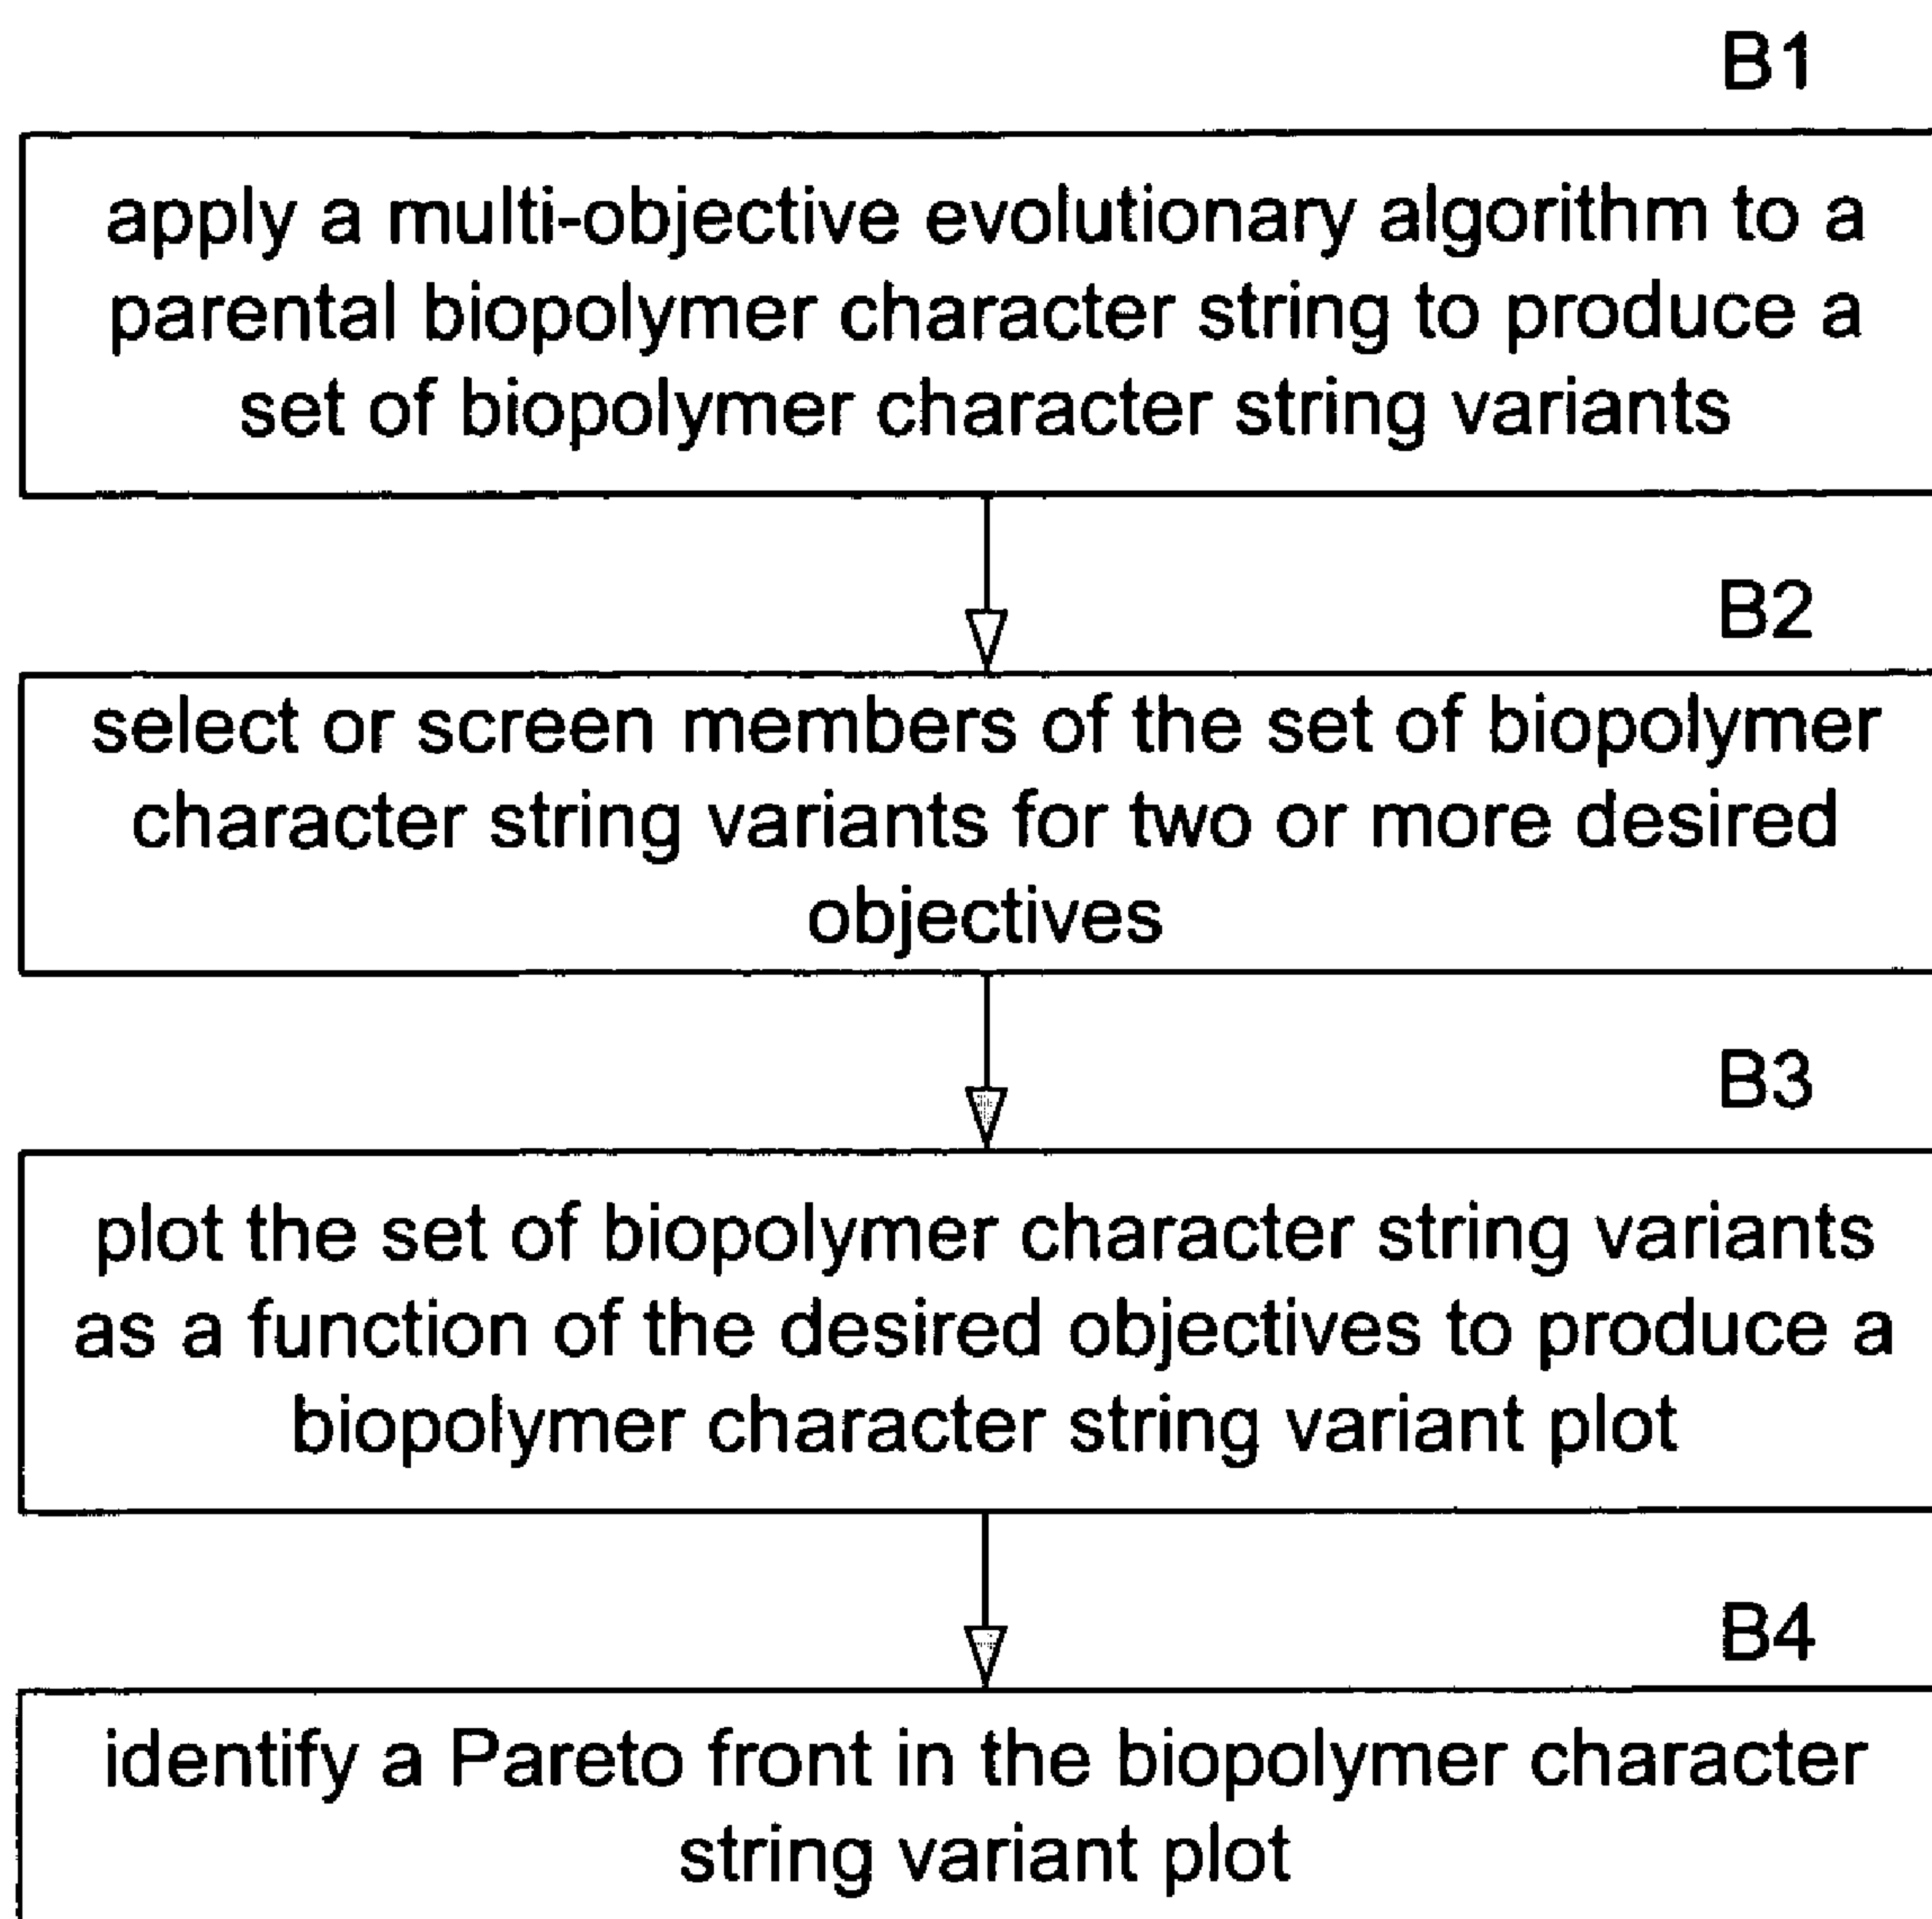 B1
apply a multi-objective evolutionary algorithm to a
parental biopolymer character string to produce a
set of biopolymer character string variants
B2
select or screen members of the set of biopolymer
character string variants for two or more desired
objectives
B3
plot the set of biopolymer character string variants
as a function of the desired objectives to produce a
biopolymer character string variant plot
B4
identify a Pareto front in the biopolymer character
string variant plot